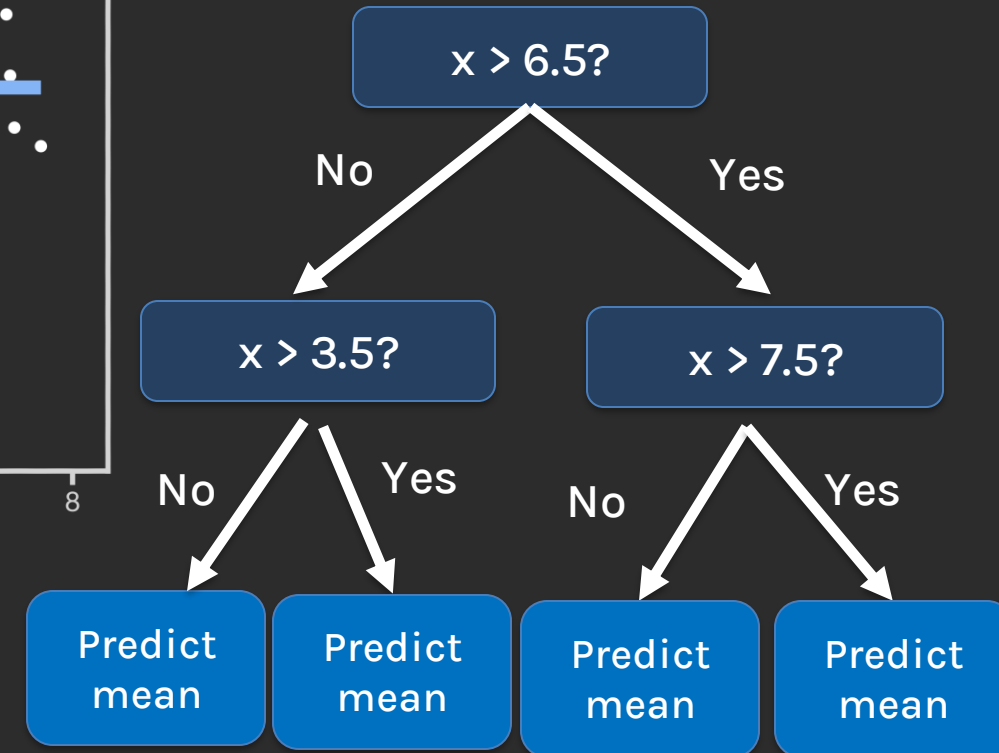 x > 6.5?
No
Yes
x > 3.5?
x > 7.5?
8
No
Yes
No
Yes
Predict
mean
Predict
mean
Predict
mean
Predict
mean